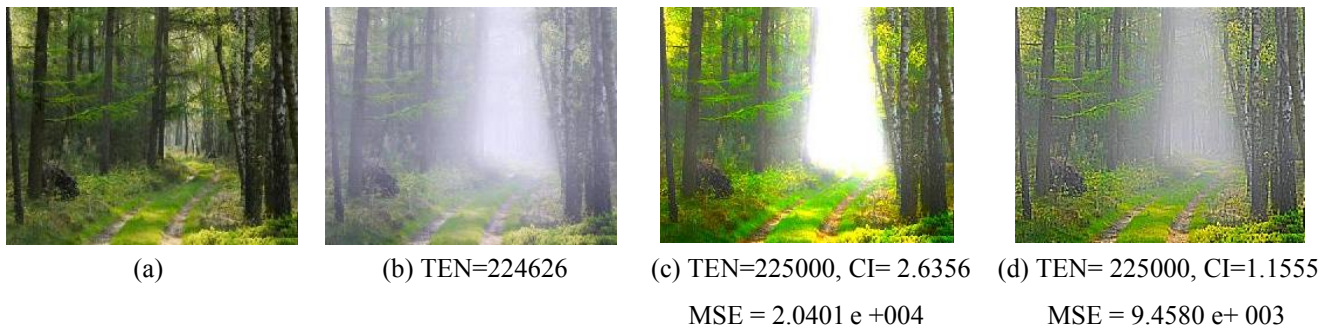 (a)
(b) TEN=224626
(c) TEN=225000, CI= 2.6356
MSE = 2.0401 e +004
(d) TEN= 225000, CI=1.1555
MSE = 9.4580 e+ 003